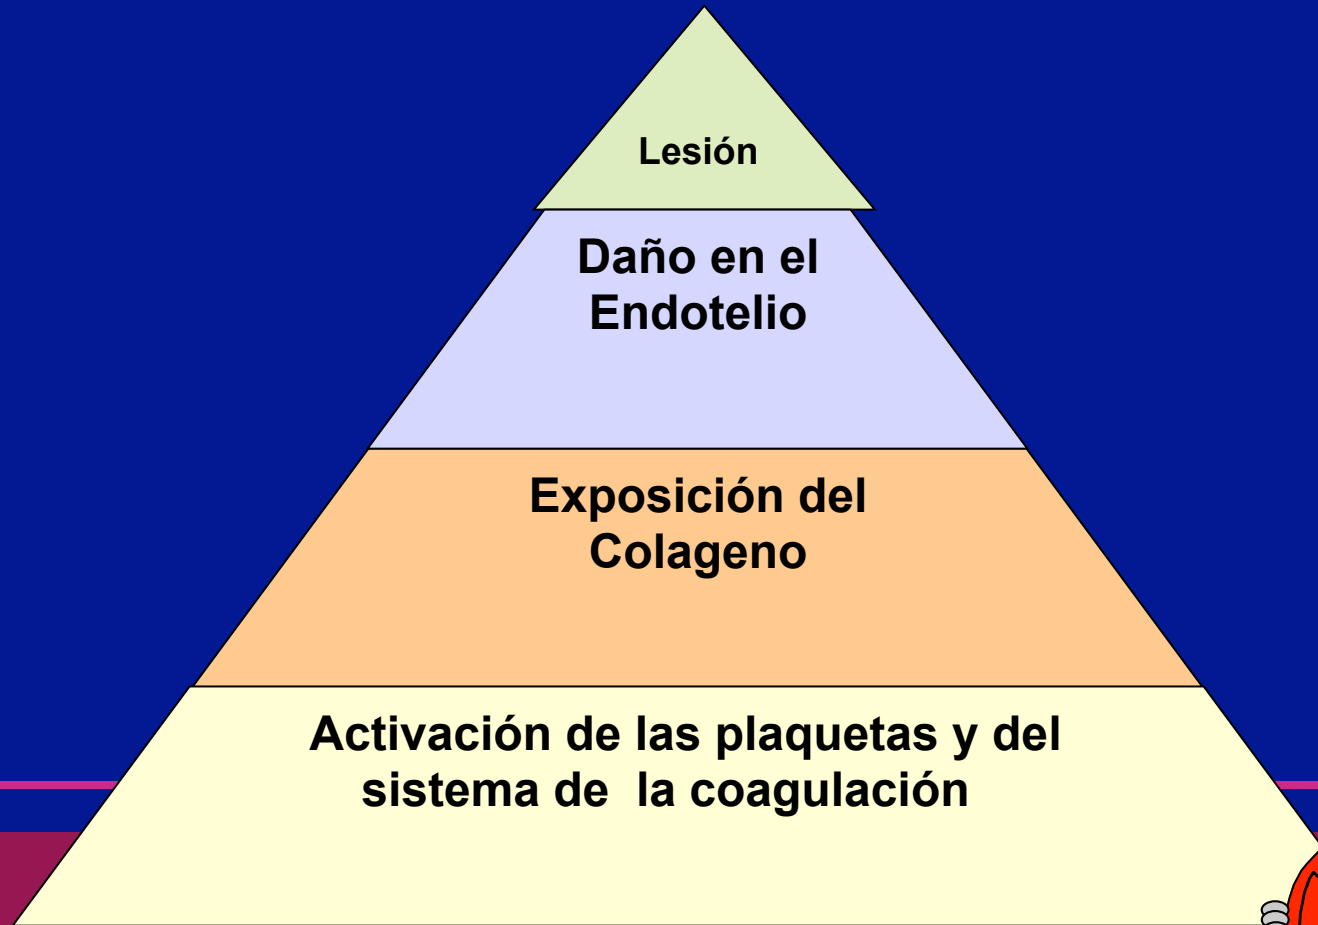 Lesión
Daño en el
Endotelio
Exposición del
Colageno
Activación de las plaquetas y del
sistema de  la coagulación